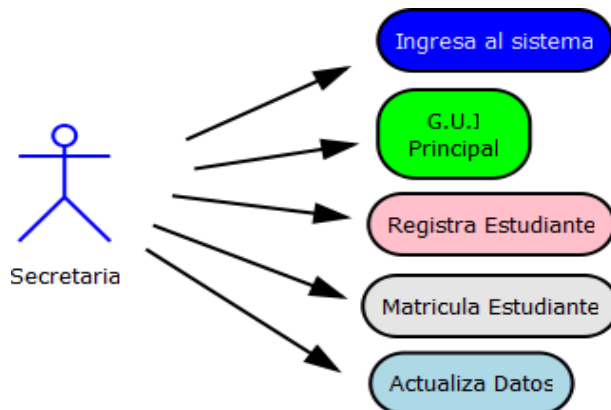 Ingresa al sistema
G.U.I
Principal
Registra Estudiante
Secretaria
Matricula Estudiante
Actualiza Datos